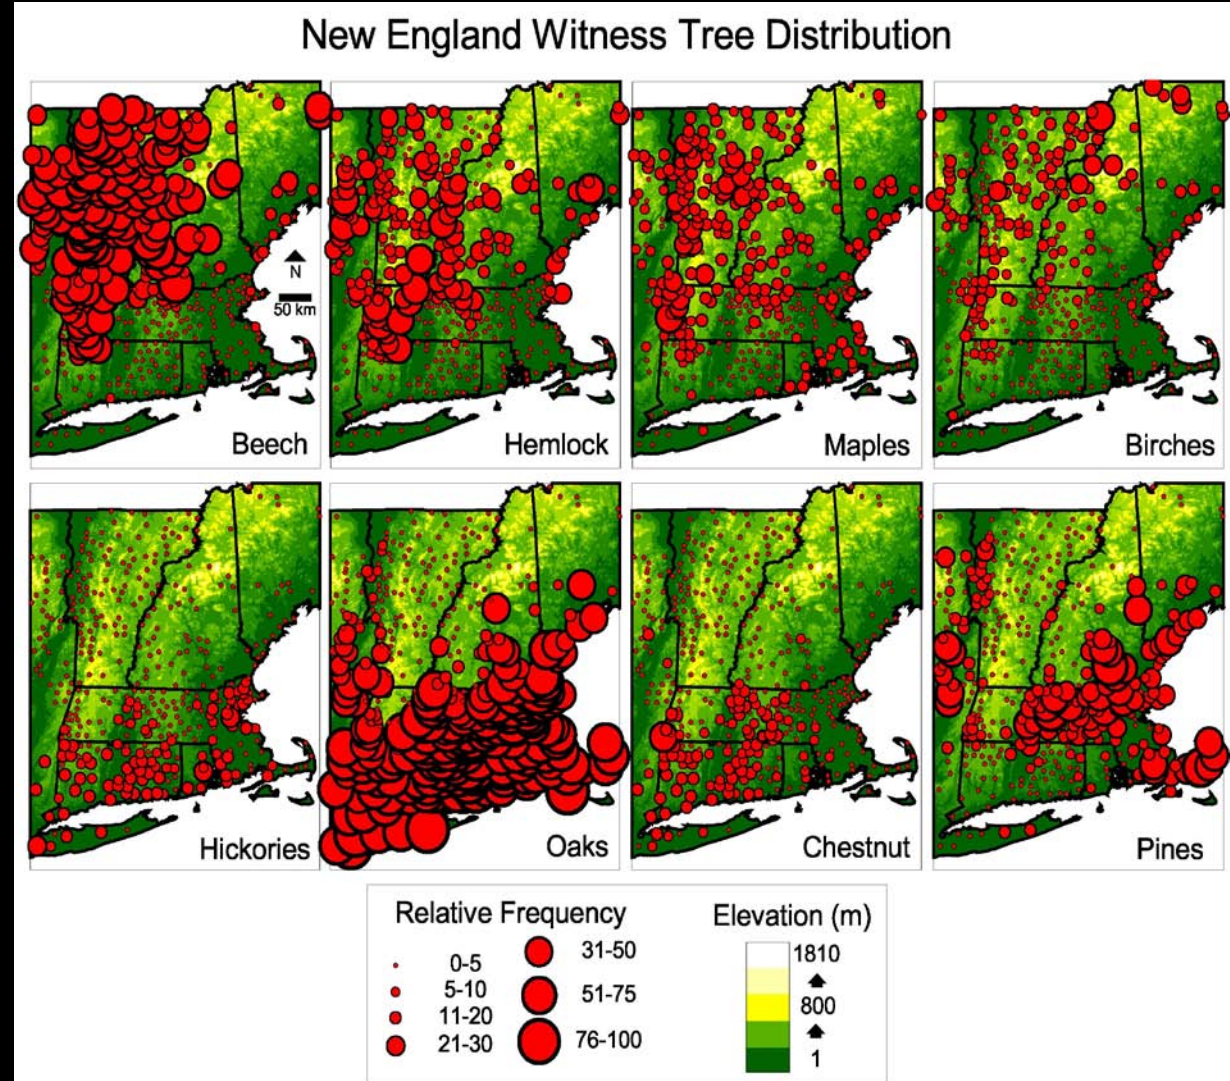 New England Witness Tree Distribution
N
50 km
Beech
Hemlock
Maples
Birches
Hickories
Oaks
Chestnut
Pines
Relative Frequency
0-5
5-10
11-20
21-30
31-50
51-75
76-100
Elevation (m)
1810
800
1